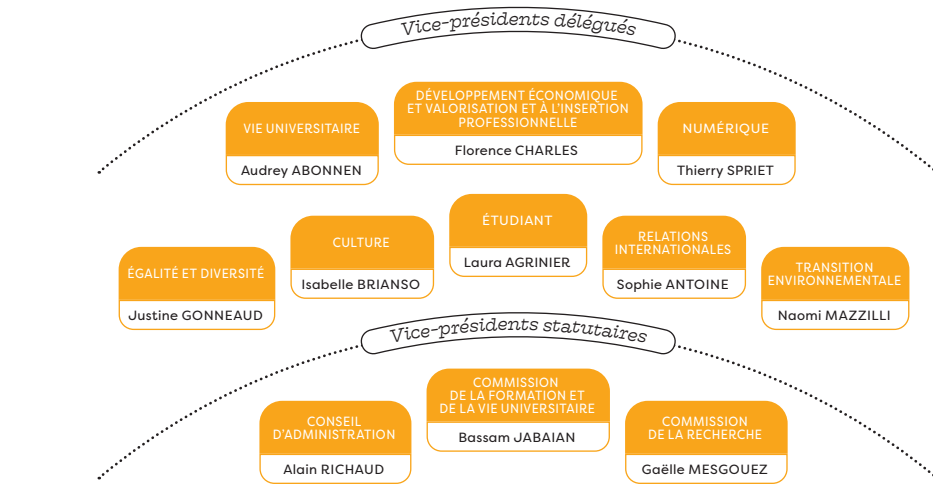 Vice-présidents délégués
VIE UNIVERSITAIRE
Audrey ABONNEN
DÉVELOPPEMENT ÉCONOMIQUE
ET VALORISATION ET À L'INSERTION
PROFESSIONNELLE
Florence CHARLES
NUMÉRIQUE
Thierry SPRIET
ÉGALITÉ ET DIVERSITÉ
Justine GONNEAUD
CULTURE
Isabelle BRIANSO
ÉTUDIANT
Laura AGRINIER
RELATIONS
INTERNATIONALES
Sophie ANTOINE
TRANSITION
ENVIRONNEMENTALE
Naomi MAZZILLI
Vice-présidents statutaires
CONSEIL
D'ADMINISTRATION
Alain RICHAUD
COMMISSION
DE LA FORMATION ET
DE LA VIE UNIVERSITAIRE
Bassam JABAIAN
COMMISSION
DE LA RECHERCHE
Gaëlle MESGOUEZ